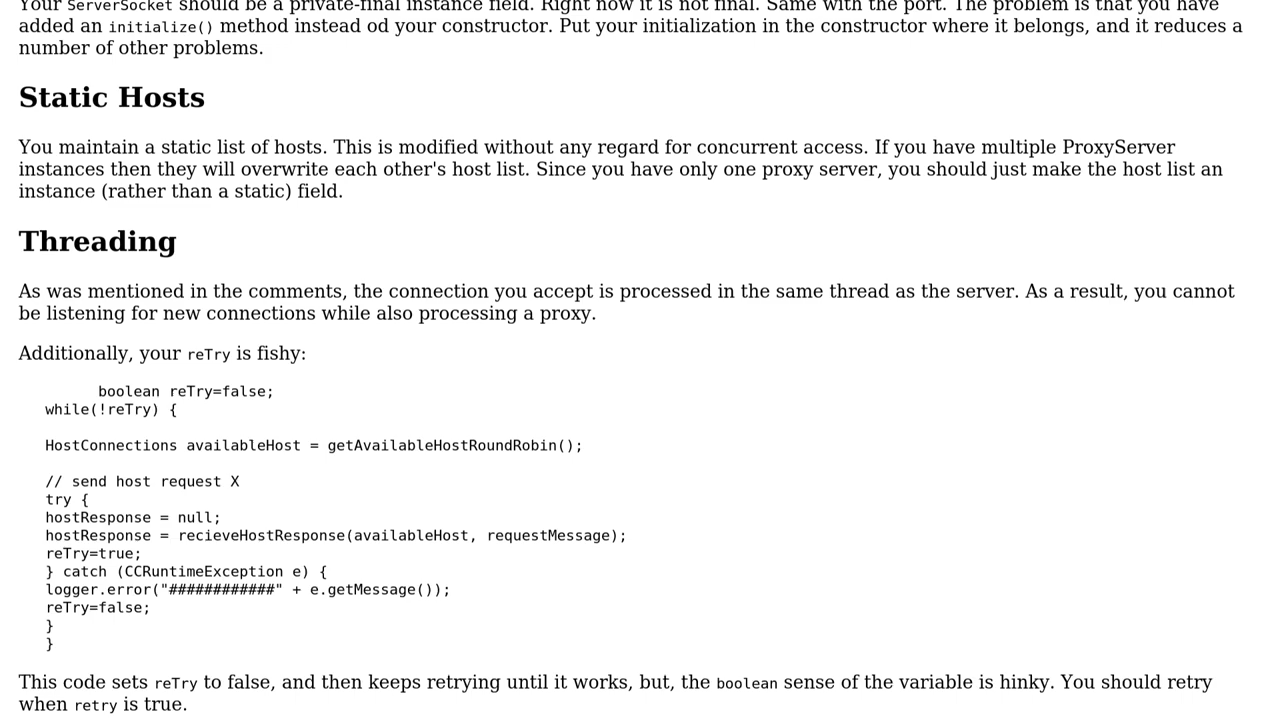 Your ServerSocket should be a private-final instance field. Right now it is not final. Same with the port. The problem is that you have
added an initialize() method instead od your constructor. Put your initialization in the constructor where it belongs, and it reduces a
number of other problems.
Static Hosts
You maintain a static list of hosts. This is modified without any regard for concurrent access. If you have multiple ProxyServer
instances then they will overwrite each other's host list. Since you have only one proxy server, you should just make the host list an
instance (rather than a static) field.
Threading
As was mentioned in the comments, the connection you accept is processed in the same thread as the server. As a result, you cannot
be listening for new connections while also processing a proxy.
Additionally, your reTry is fishy:
boolean reTry=false;
while(!reTry) {
HostConnections availableHost = getAvailableHostRoundRobin();
// send host request X
try {
hostResponse = null;
hostResponse = recieveHostResponse(availableHost, requestMessage);
reTry=true;
} catch (CCRuntimeException e) {
logger.error("############" + e.getMessage());
reTry=false;
}
}
This code sets reTry to false, and then keeps retrying until it works, but, the boolean sense of the variable is hinky. You should retry
when retry is true.